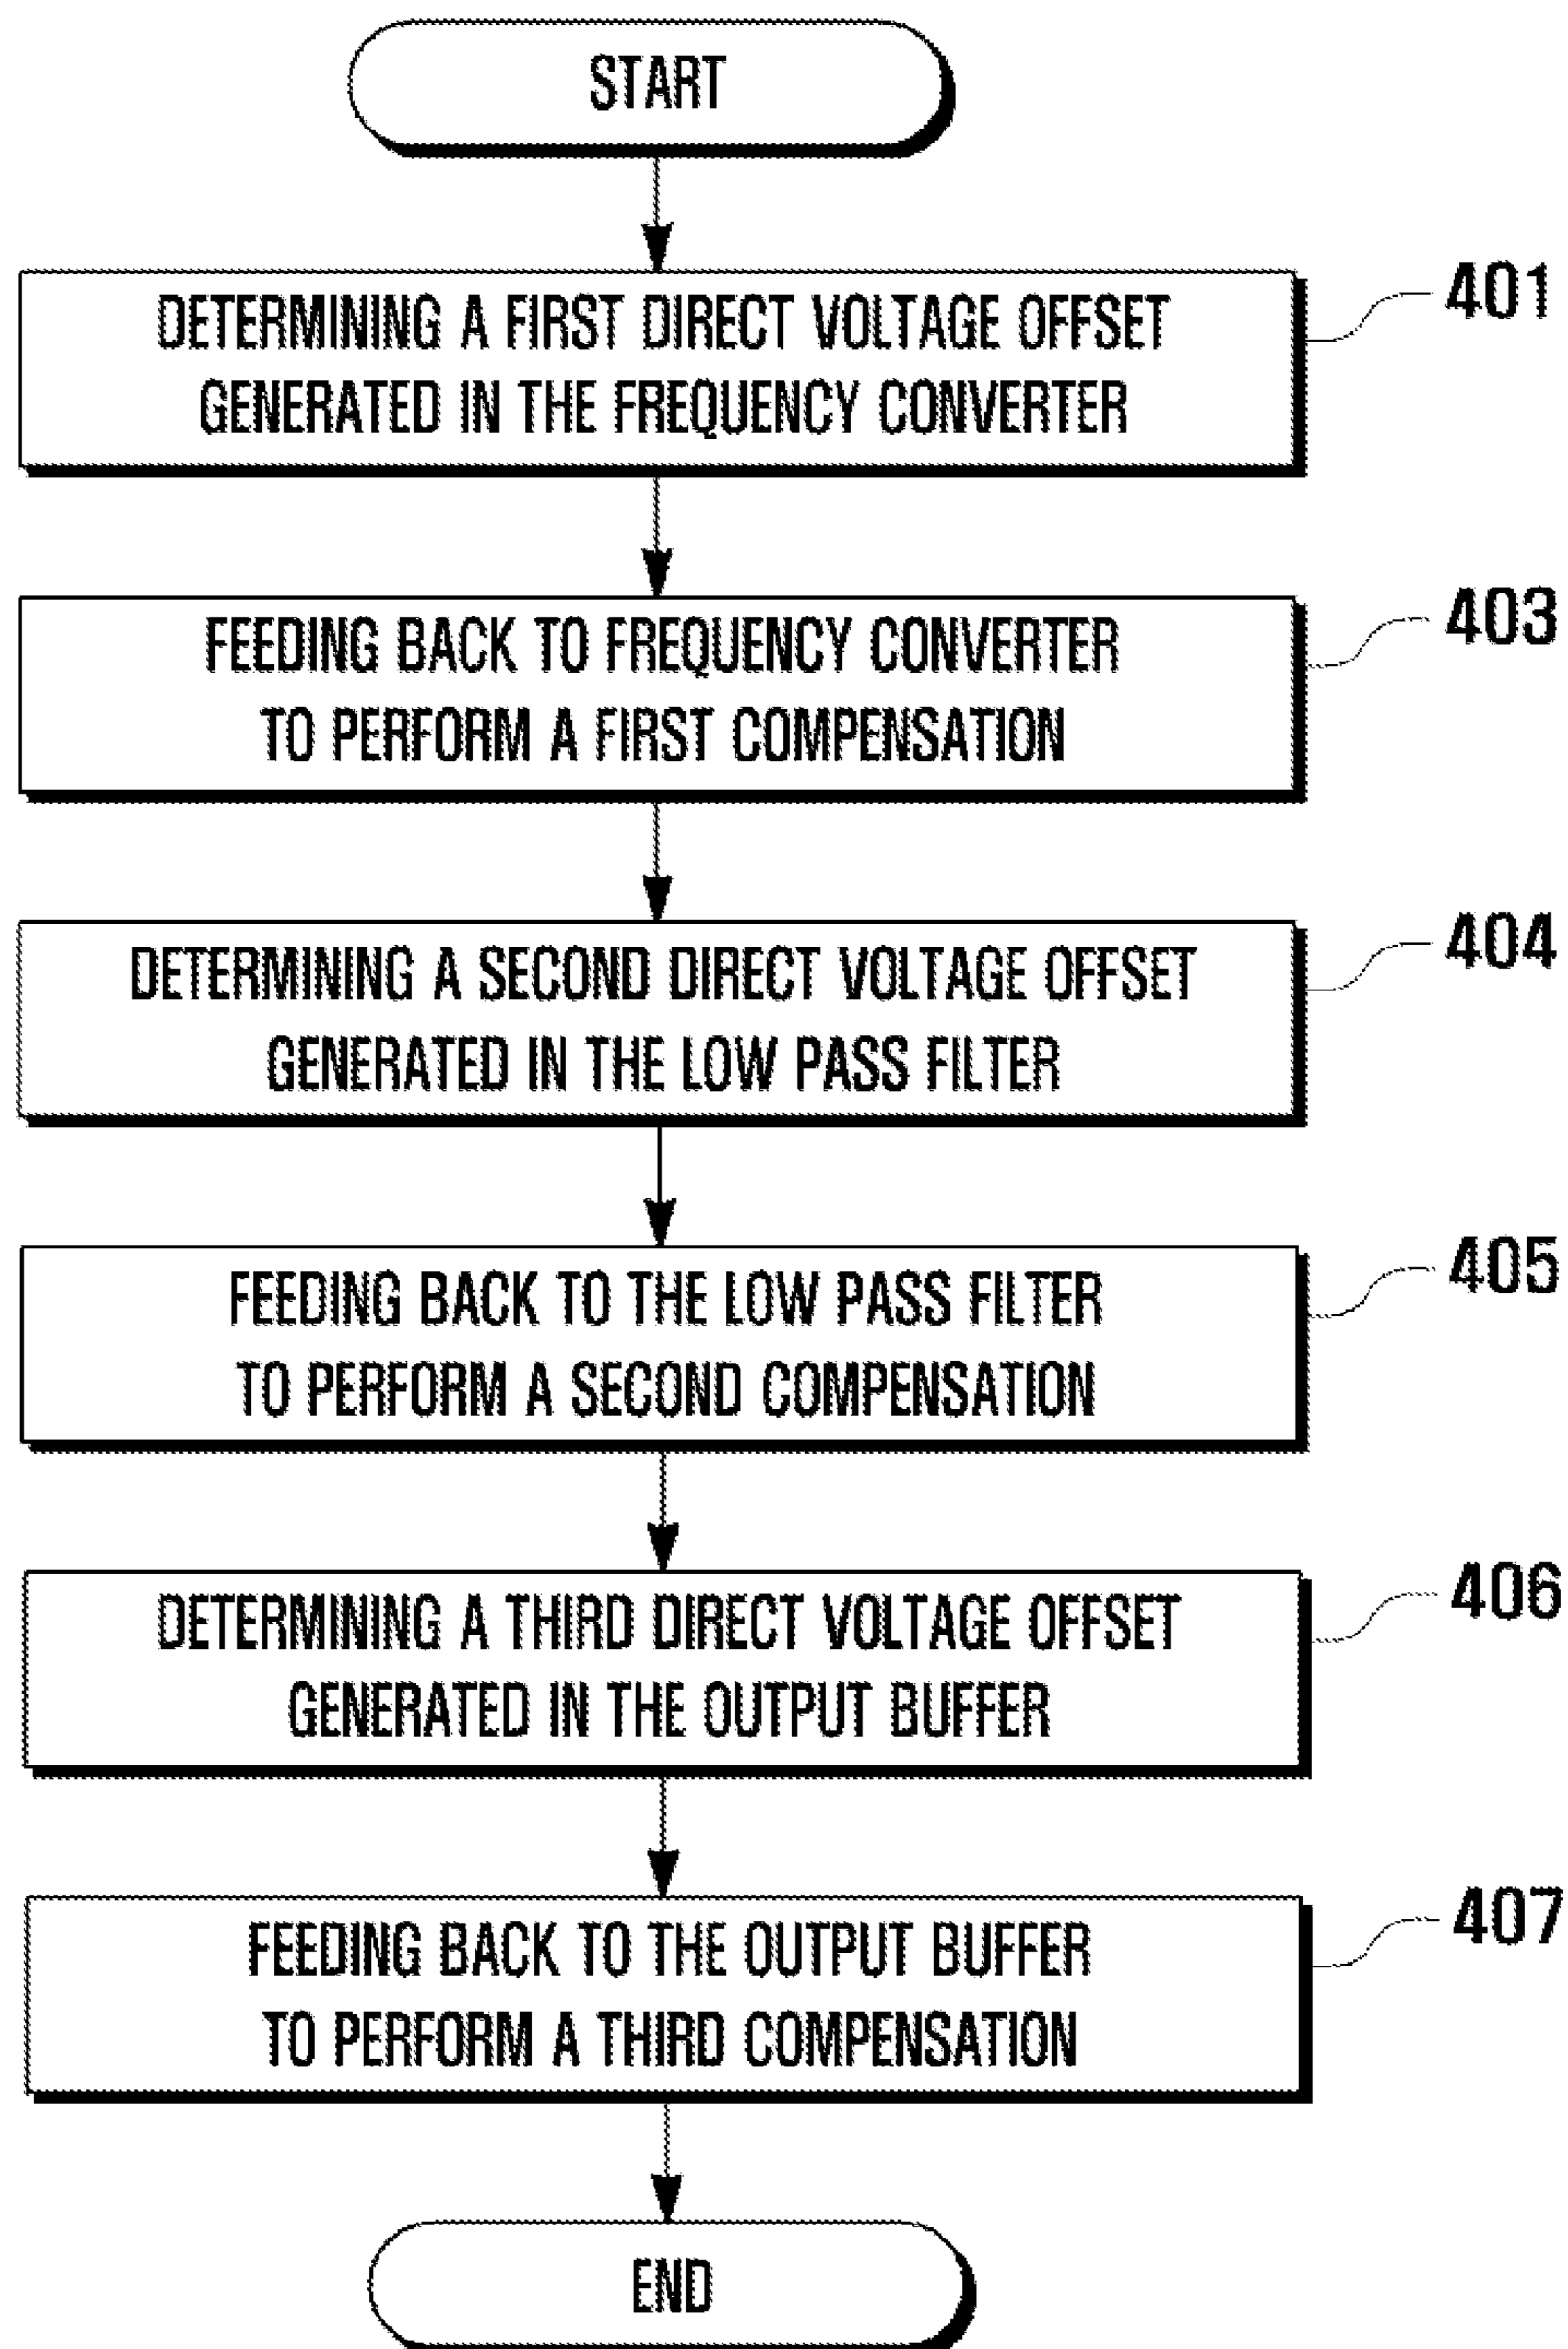 START
DETERMINING A FIRST DIRECT VOLTAGE OFFSET
GENERATED IN THE FREQUENCY CONVERTER
401
FEEDING BACK TO FREQUENCY CONVERTER
TO PERFORM A FIRST COMPENSATION
403
DETERMINING A SECOND DIRECT VOLTAGE OFFSET
GENERATED IN THE LOW PASS FILTER
404
FEEDING BACK TO THE LOW PASS FILTER
TO PERFORM A SECOND COMPENSATION
405
DETERMINING A THIRD DIRECT VOLTAGE OFFSET
GENERATED IN THE OUTPUT BUFFER
406
FEEDING BACK TO THE OUTPUT BUFFER
TO PERFORM A THIRD COMPENSATION
407
END